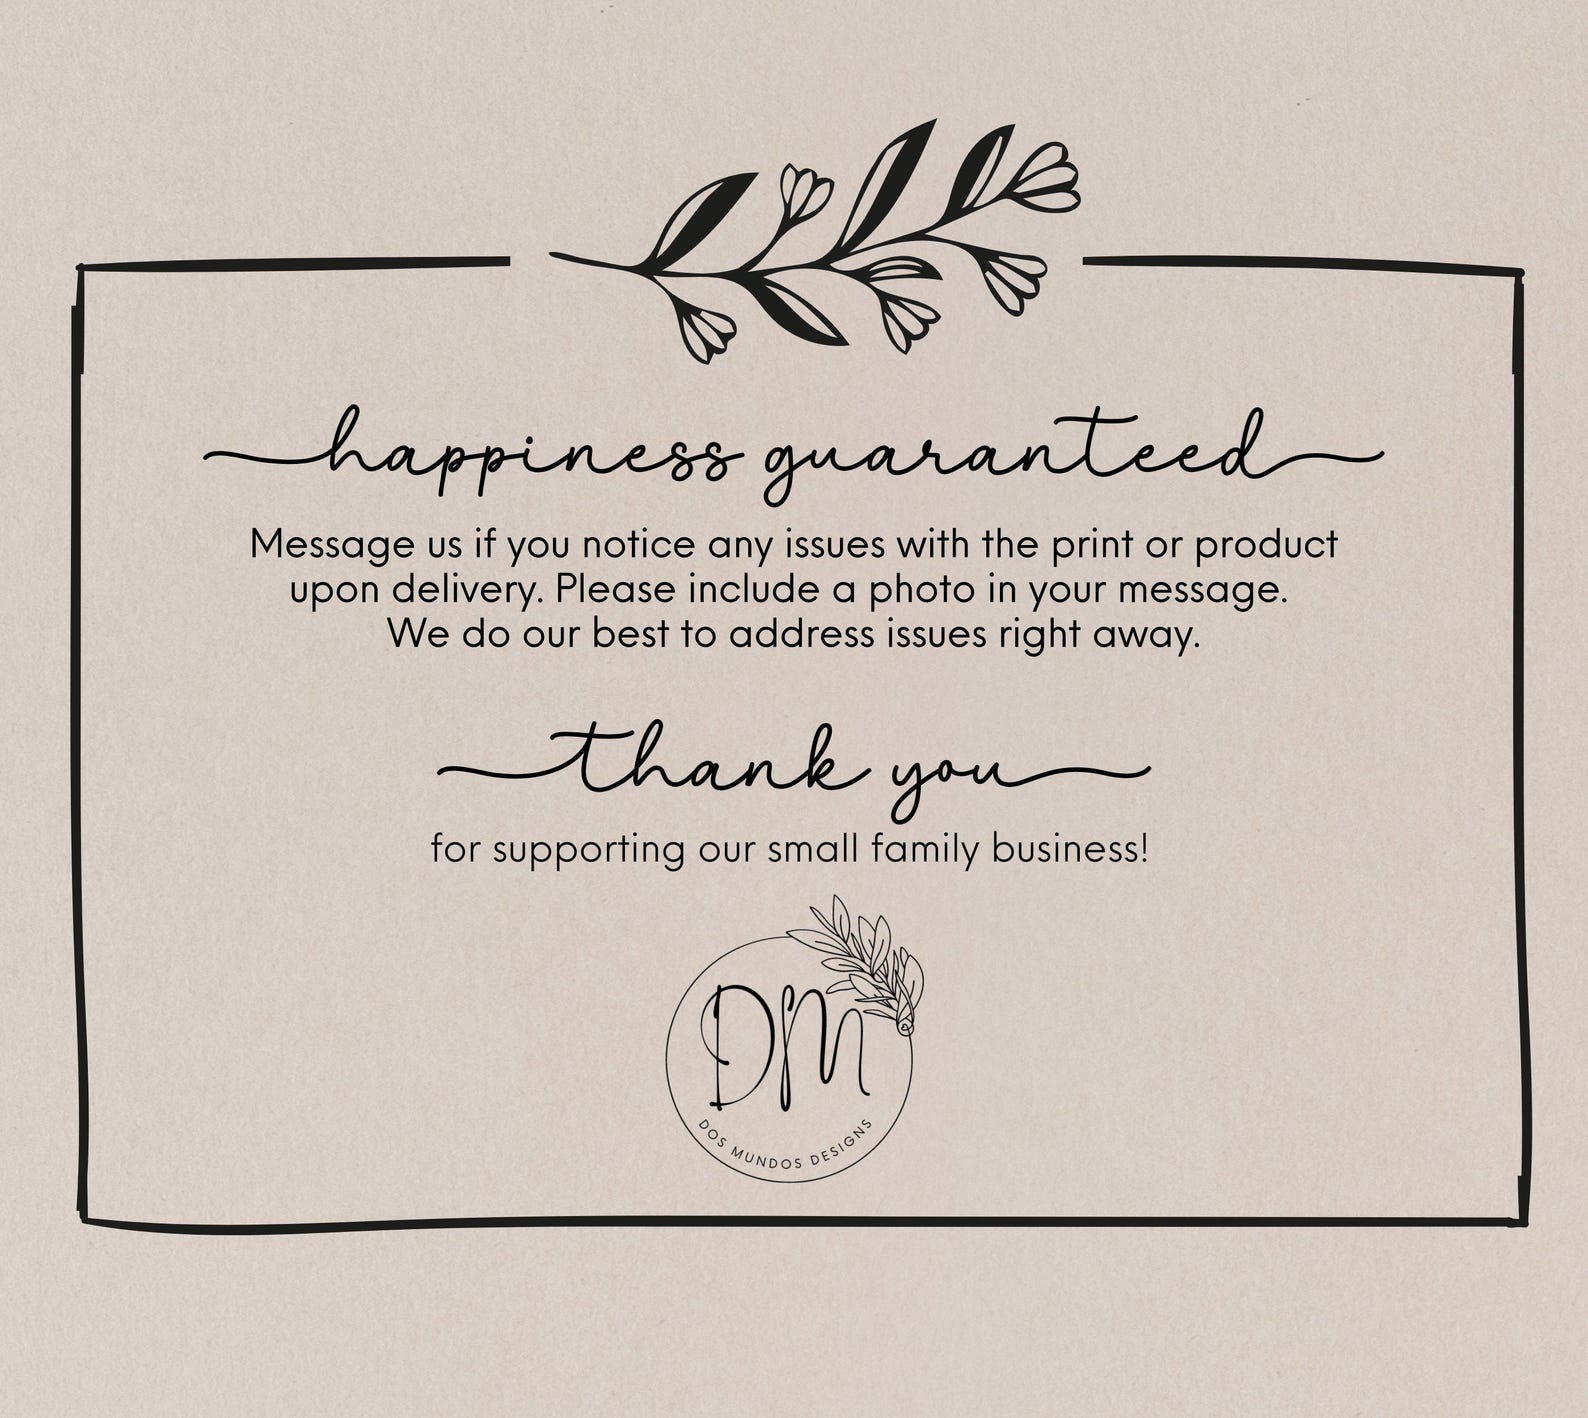 happiness guaranteed
Message us if you notice any issues with the print or product
upon delivery. Please include a photo in your message.
We do our best to address issues right away.
thank you
for supporting our small family business!
DM
DOS MUNDOS DESIGNS